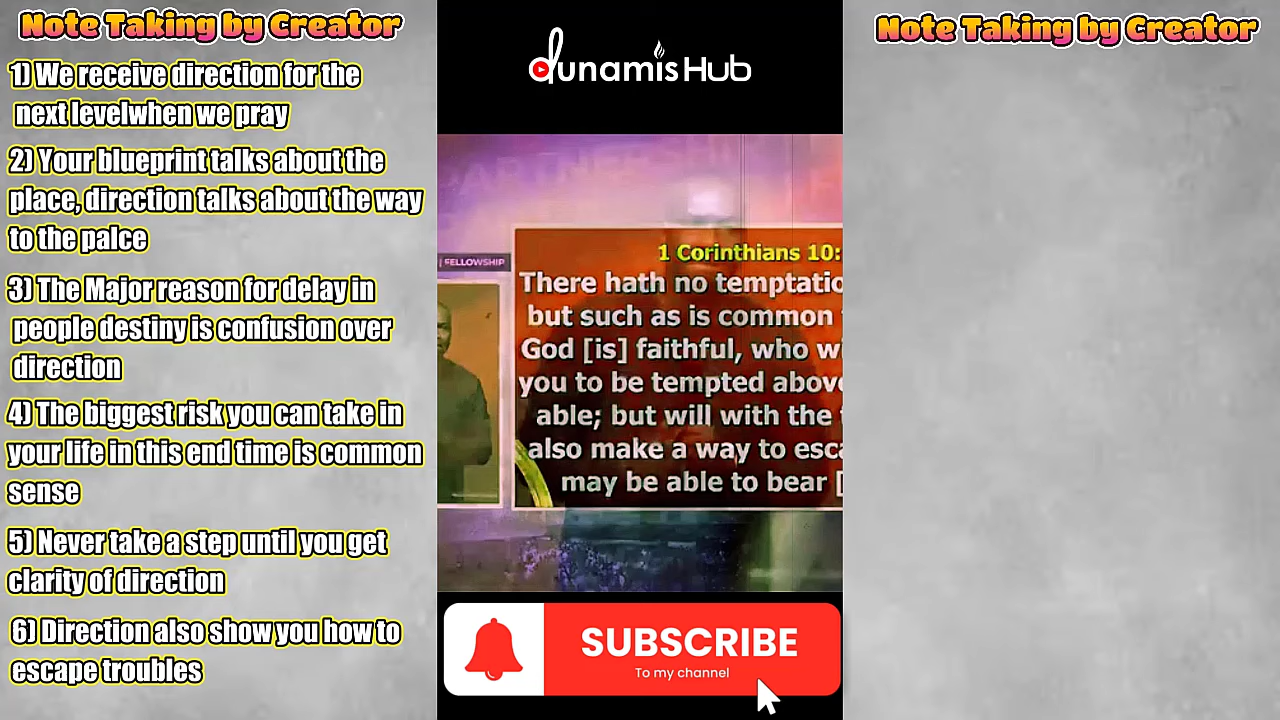 Note Taking by Creator
1) We receive direction for the
next levelwhen we pray
2) Your blueprint talks about the
place, direction talks about the way
to the palce
3) The Major reason for delay in
people destiny is confusion over
direction
4) The biggest risk you can take in
your life in this end time is common
sense
5) Never take a step until you get
clarity of direction
6) Direction also show you how to
escape troubles
dunamis HUB
FELLOWSHIP
1 Corinthians 10:
There hath no temptatio
but such as is common
God [is] faithful, who wi
you to be tempted above
able; but will with the
also make a way to esca
may be able to bear [
SUBSCRIBE
To my channel
Note Taking by Creator